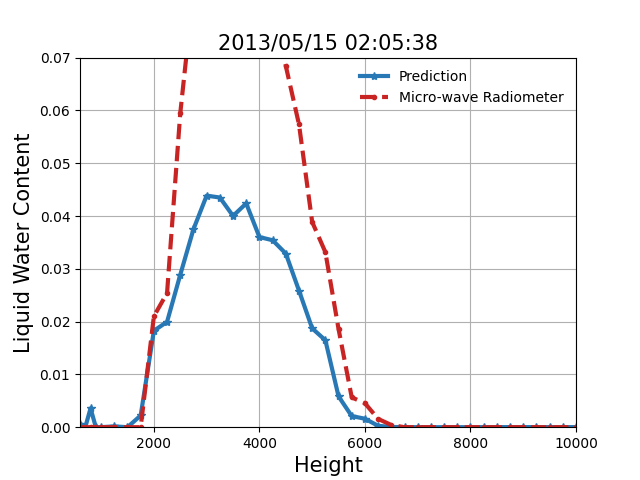 2013/05/15 02:05:38
Liquid Water Content
0.07
0.06
0.05
0.04
0.03
0.02
0.01
0.00
Prediction
Micro-wave Radiometer
2000 4000 6000 8000 10000
Height